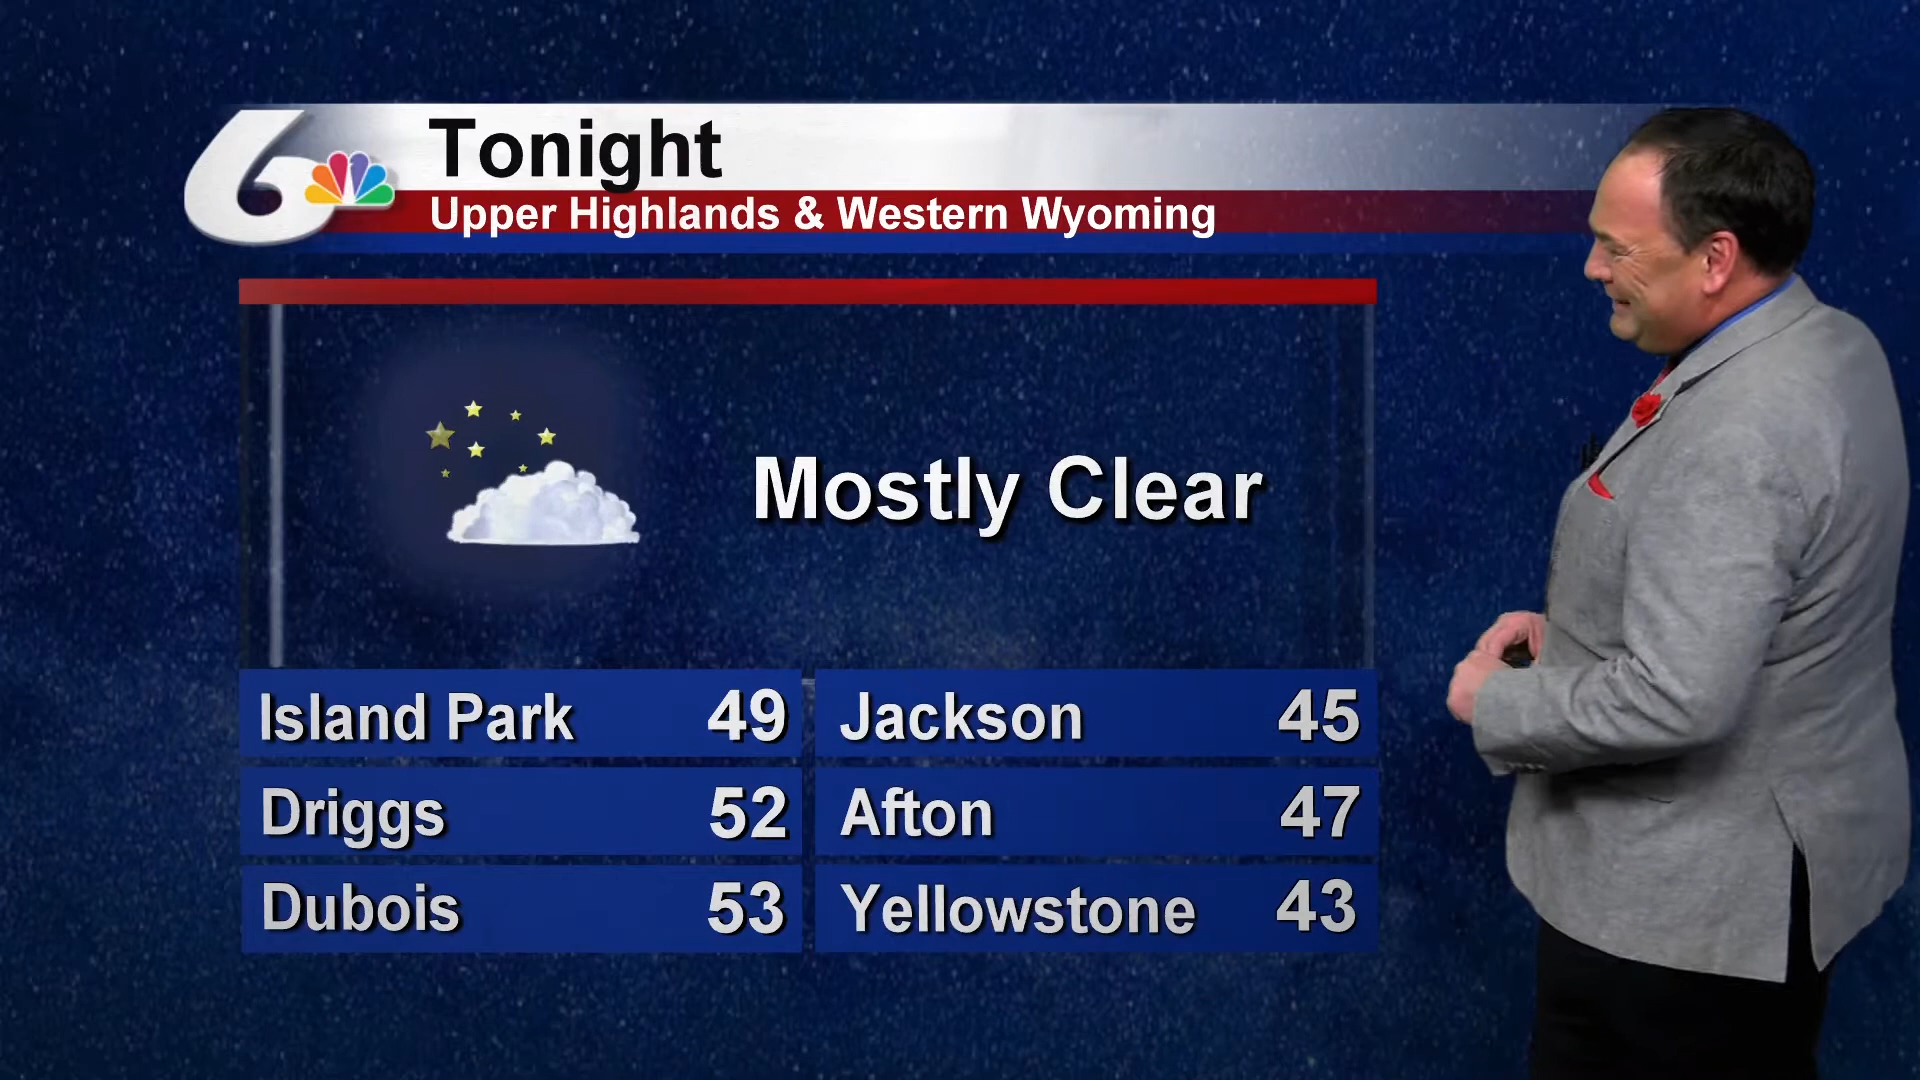 6
Tonight
Upper Highlands & Western Wyoming
Mostly Clear
Island Park 49
Jackson 45
Driggs 52
Afton 47
Dubois 53
Yellowstone 43